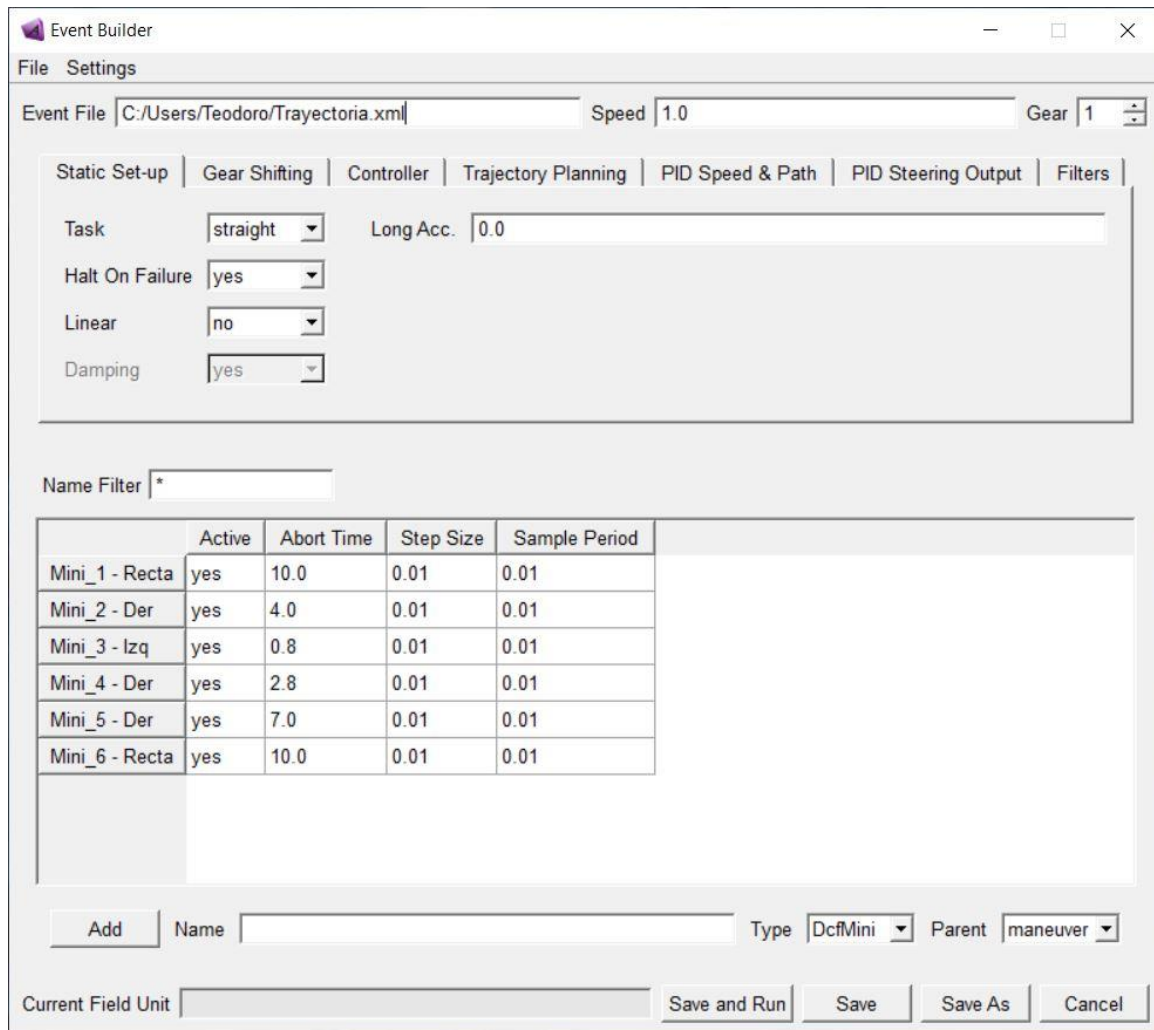 Event Builder
File Settings
Event File C:/Users/Teodoro/Trayectoria.xml Speed 1.0 Gear 1
Static Set-up Gear Shifting Controller Trajectory Planning PID Speed & Path PID Steering Output Filters
Task straight Long Acc. 0.0
Halt On Failure yes
Linear no
Damping yes
Name Filter *
Active Abort Time Step Size Sample Period
Mini_1 - Recta yes 10.0 0.01 0.01
Mini_2 - Der yes 4.0 0.01 0.01
Mini_3 - Izq yes 0.8 0.01 0.01
Mini_4 - Der yes 2.8 0.01 0.01
Mini_5 - Der yes 7.0 0.01 0.01
Mini_6 - Recta yes 10.0 0.01 0.01
Add Name Type DcfMini Parent maneuver
Current Field Unit Save and Run Save Save As Cancel